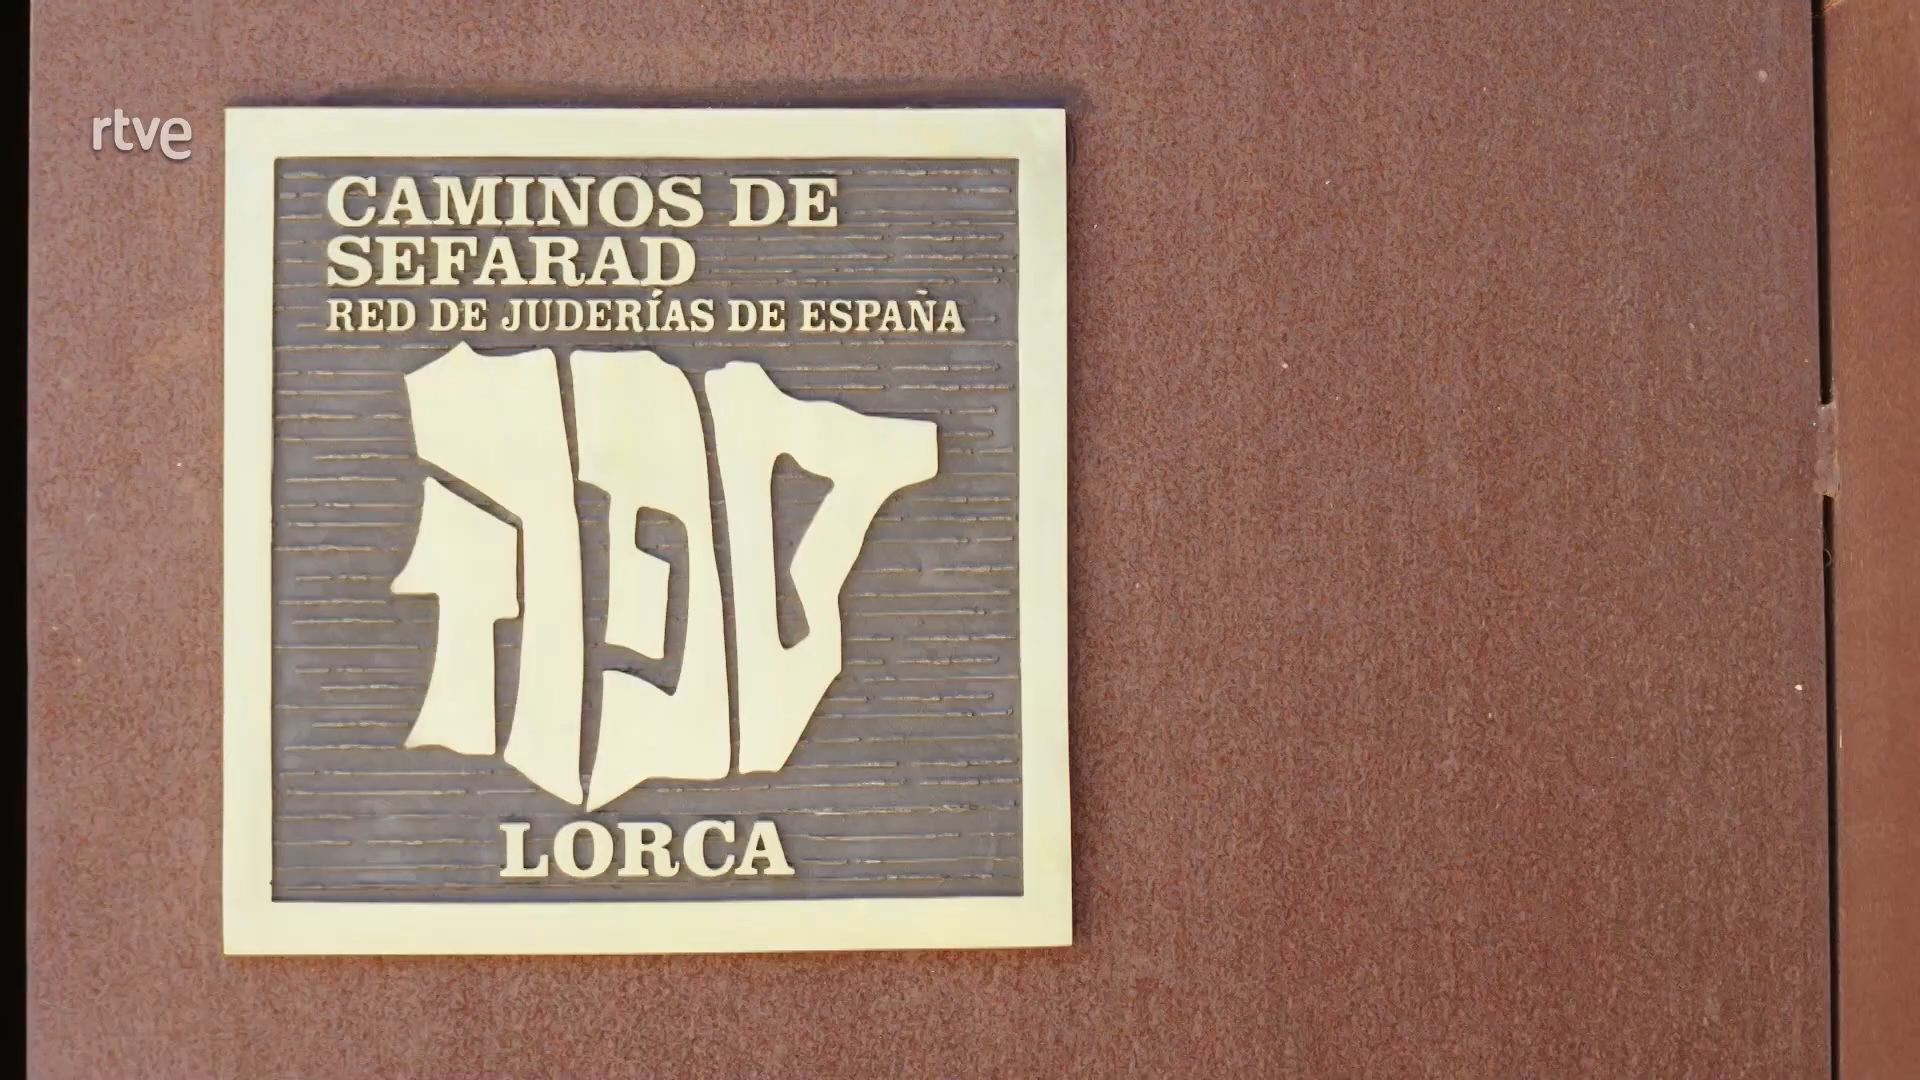 rtve
CAMINOS DE
SEFARAD
RED DE JUDERÍAS DE ESPAÑA
ספרד
LORCA